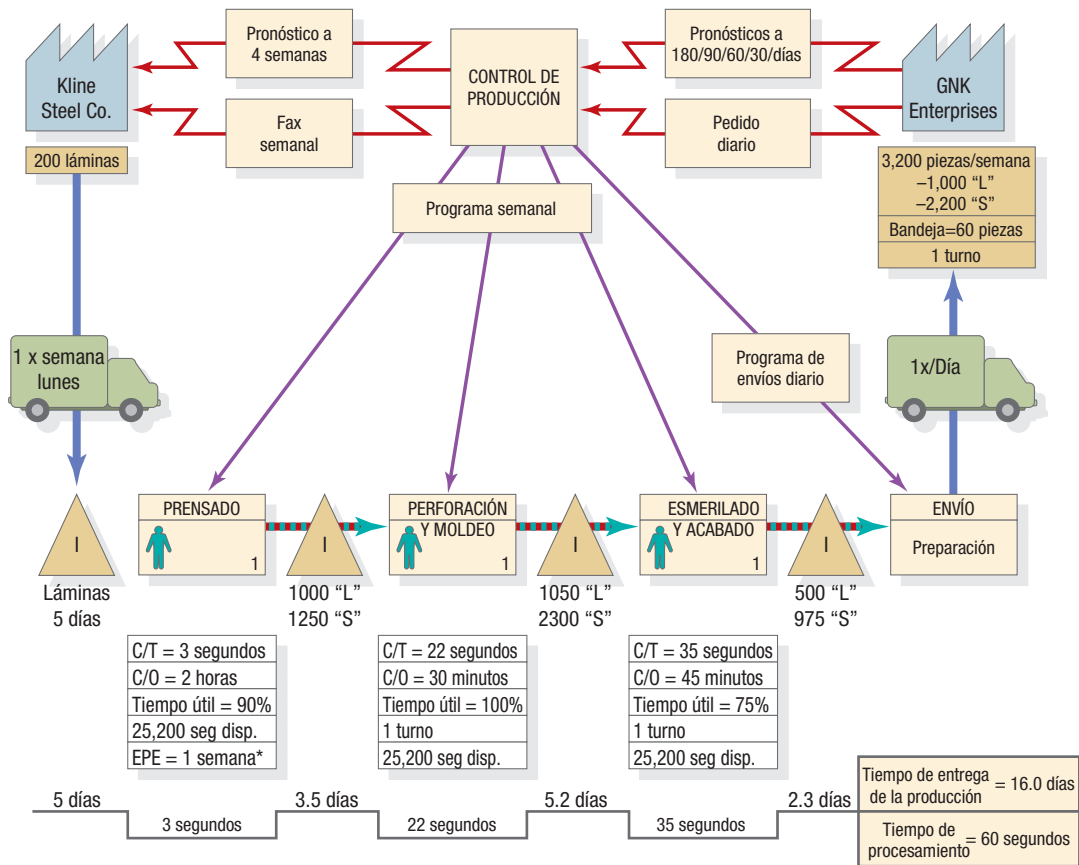 Pronóstico a
4 semanas
Pronósticos a
180/90/60/30/días
CONTROL DE
PRODUCCIÓN
Kline
Steel Co.
GNK
Enterprises
Fax
semanal
Pedido
diario
200 láminas
3,200 piezas/semana
–1,000 “L”
–2,200 “S”
Bandeja=60 piezas
1 turno
Programa semanal
1 x semana
lunes
Programa de
envíos diario
1x/Día
I
Láminas
5 días
PRENSADO
1
I
1000 “L”
1250 “S”
PERFORACIÓN
Y MOLDEO
1
I
1050 “L”
2300 “S”
ESMERILADO
Y ACABADO
1
I
500 “L”
975 “S”
ENVÍO
Preparación
C/T = 3 segundos
C/O = 2 horas
Tiempo útil = 90%
25,200 seg disp.
EPE = 1 semana*
C/T = 22 segundos
C/O = 30 minutos
Tiempo útil = 100%
1 turno
25,200 seg disp.
C/T = 35 segundos
C/O = 45 minutos
Tiempo útil = 75%
1 turno
25,200 seg disp.
5 días
3 segundos
3.5 días
22 segundos
5.2 días
35 segundos
2.3 días
Tiempo de entrega
de la producción = 16.0 días
Tiempo de
procesamiento = 60 segundos